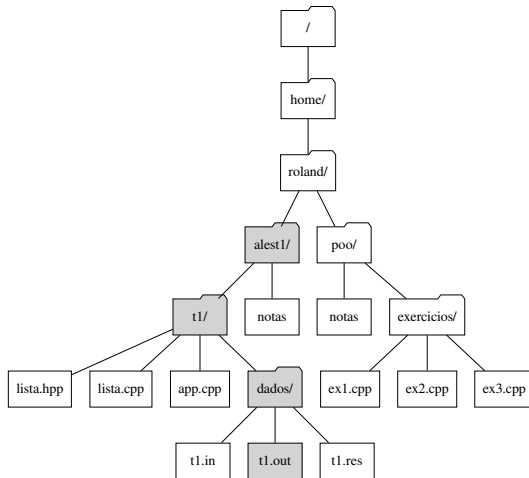 /
home/
roland/
alest1/
poo/
t1/
notas
notas
exercicios/
lista.hpp
lista.cpp
app.cpp
dados/
ex1.cpp
ex2.cpp
ex3.cpp
t1.in
t1.out
t1.res